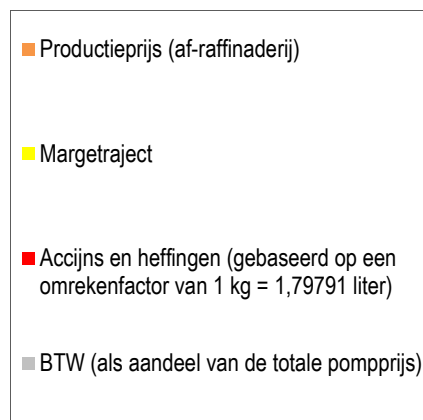 Productieprijs (af-raffinaderij)
Margetraject
Accijns en heffingen (gebaseerd op een
omrekenfactor van 1 kg = 1,79791 liter)
BTW (als aandeel van de totale pompprijs)